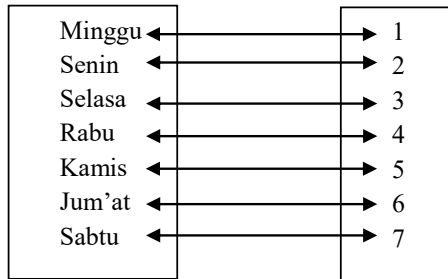 Minggu 1
Senin 2
Selasa 3
Rabu 4
Kamis 5
Jum’at 6
Sabtu 7